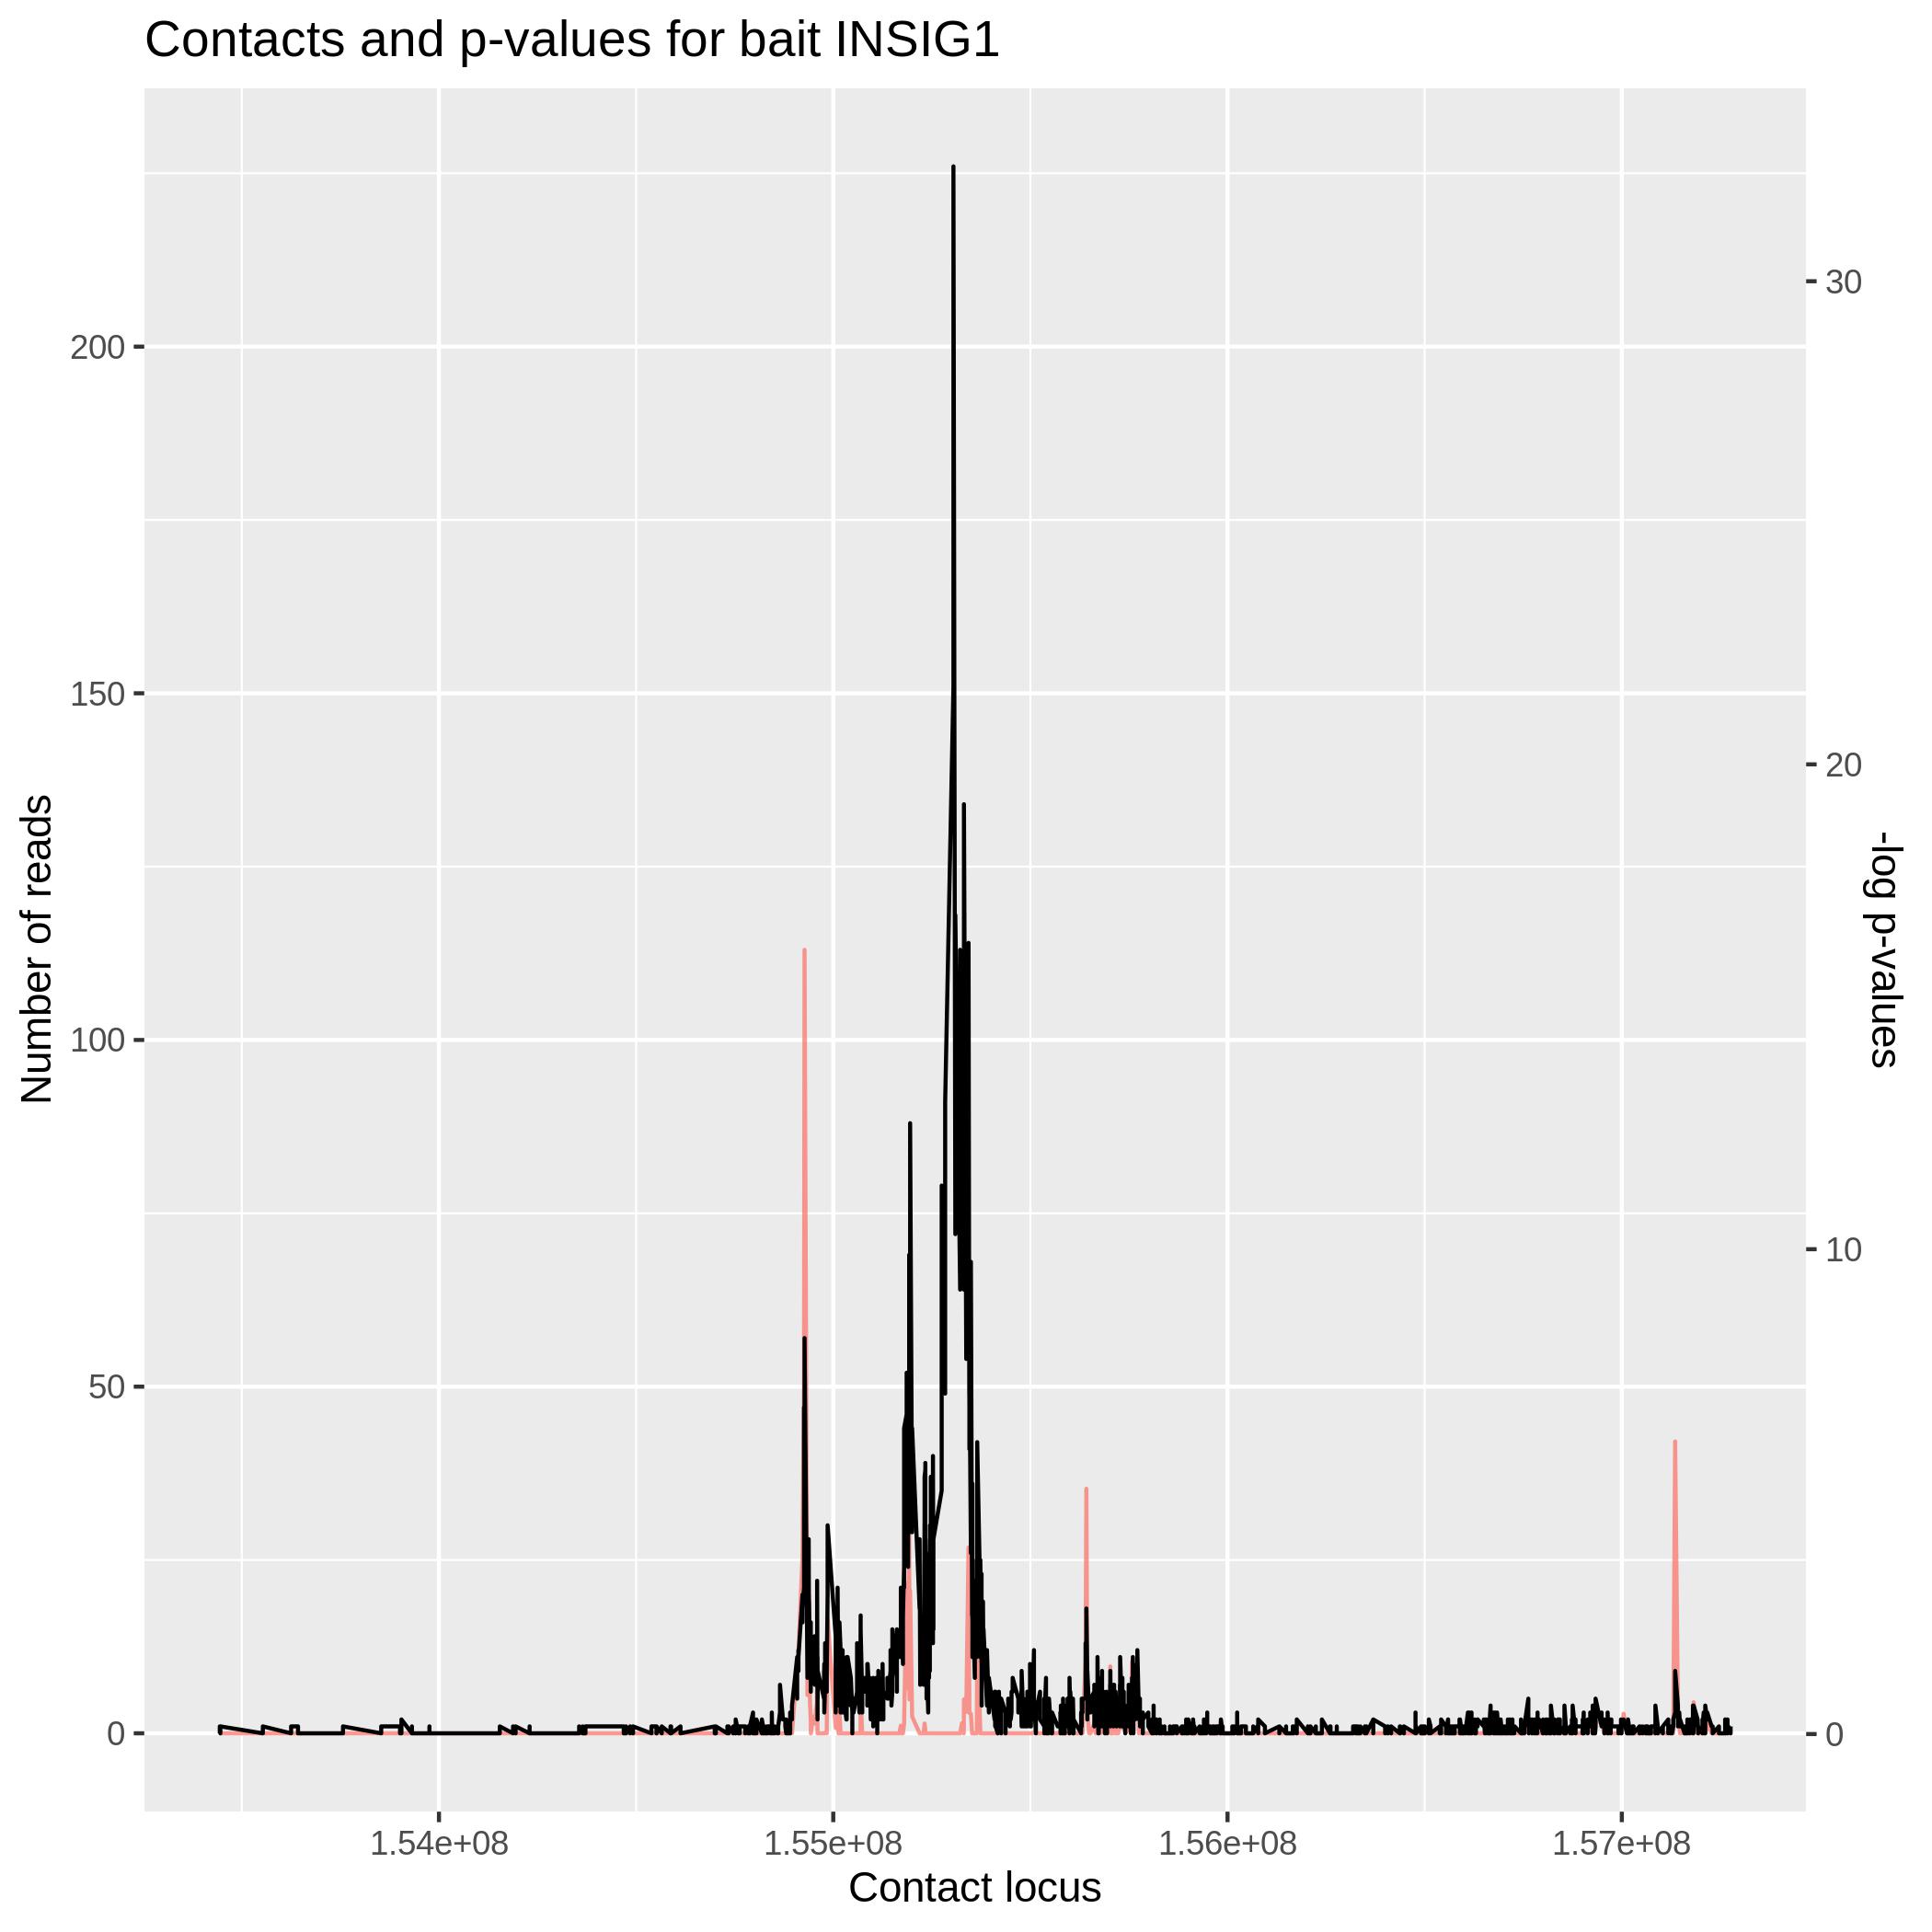 Contacts and p-values for bait INSIG1
Number of reads
200
150
100
50
0
30
20
10
0
-log p-values
1.54e+08
1.55e+08
1.56e+08
1.57e+08
Contact locus